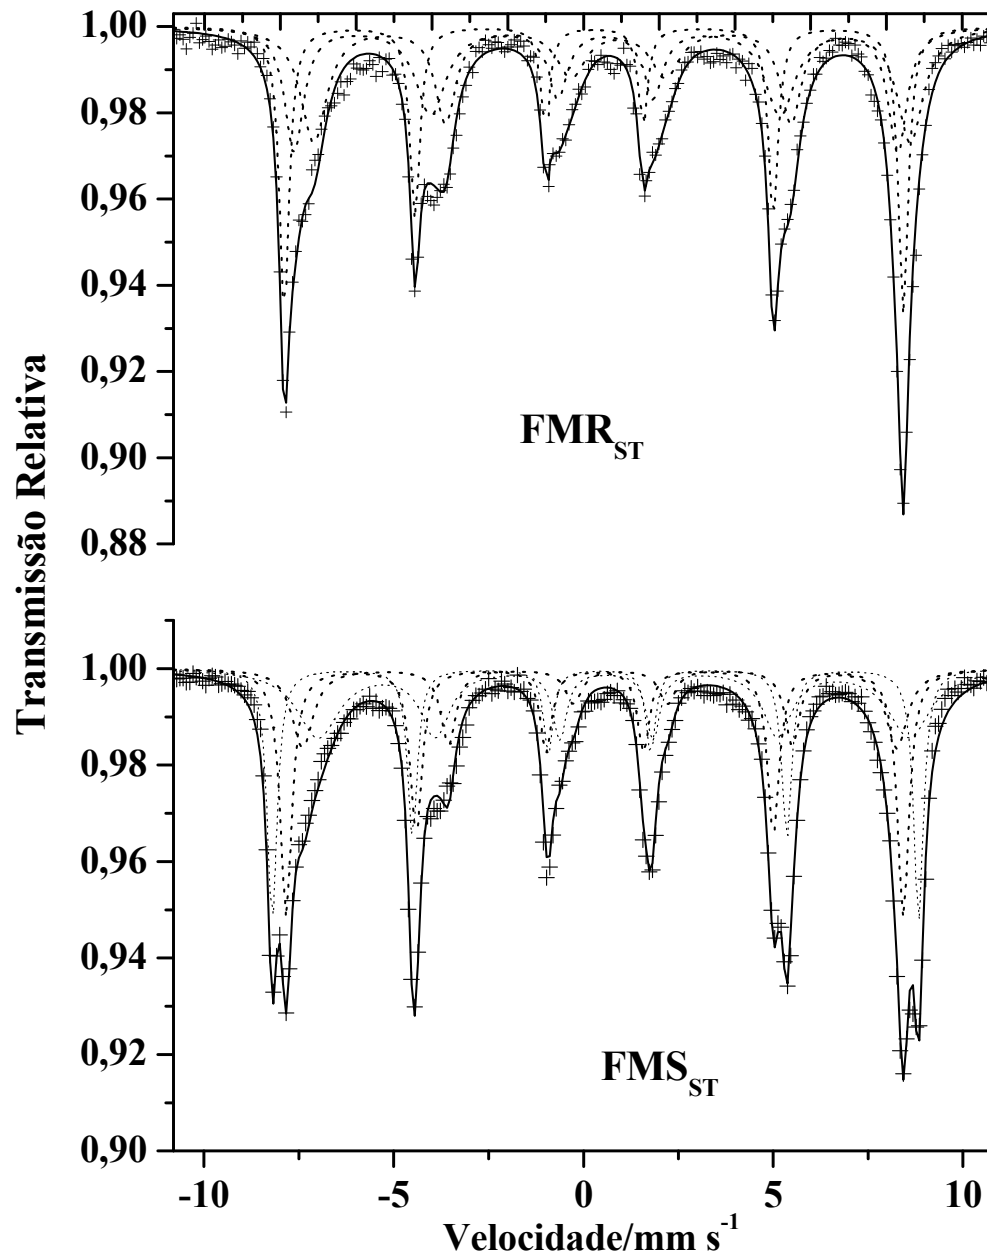 Transmissão Relativa
1,00
0,98
0,96
0,94
0,92
0,90
0,88
FMR_ST
1,00
0,98
0,96
0,94
0,92
0,90
FMS_ST
-10 -5 0 5 10
Velocidade/mm s⁻¹